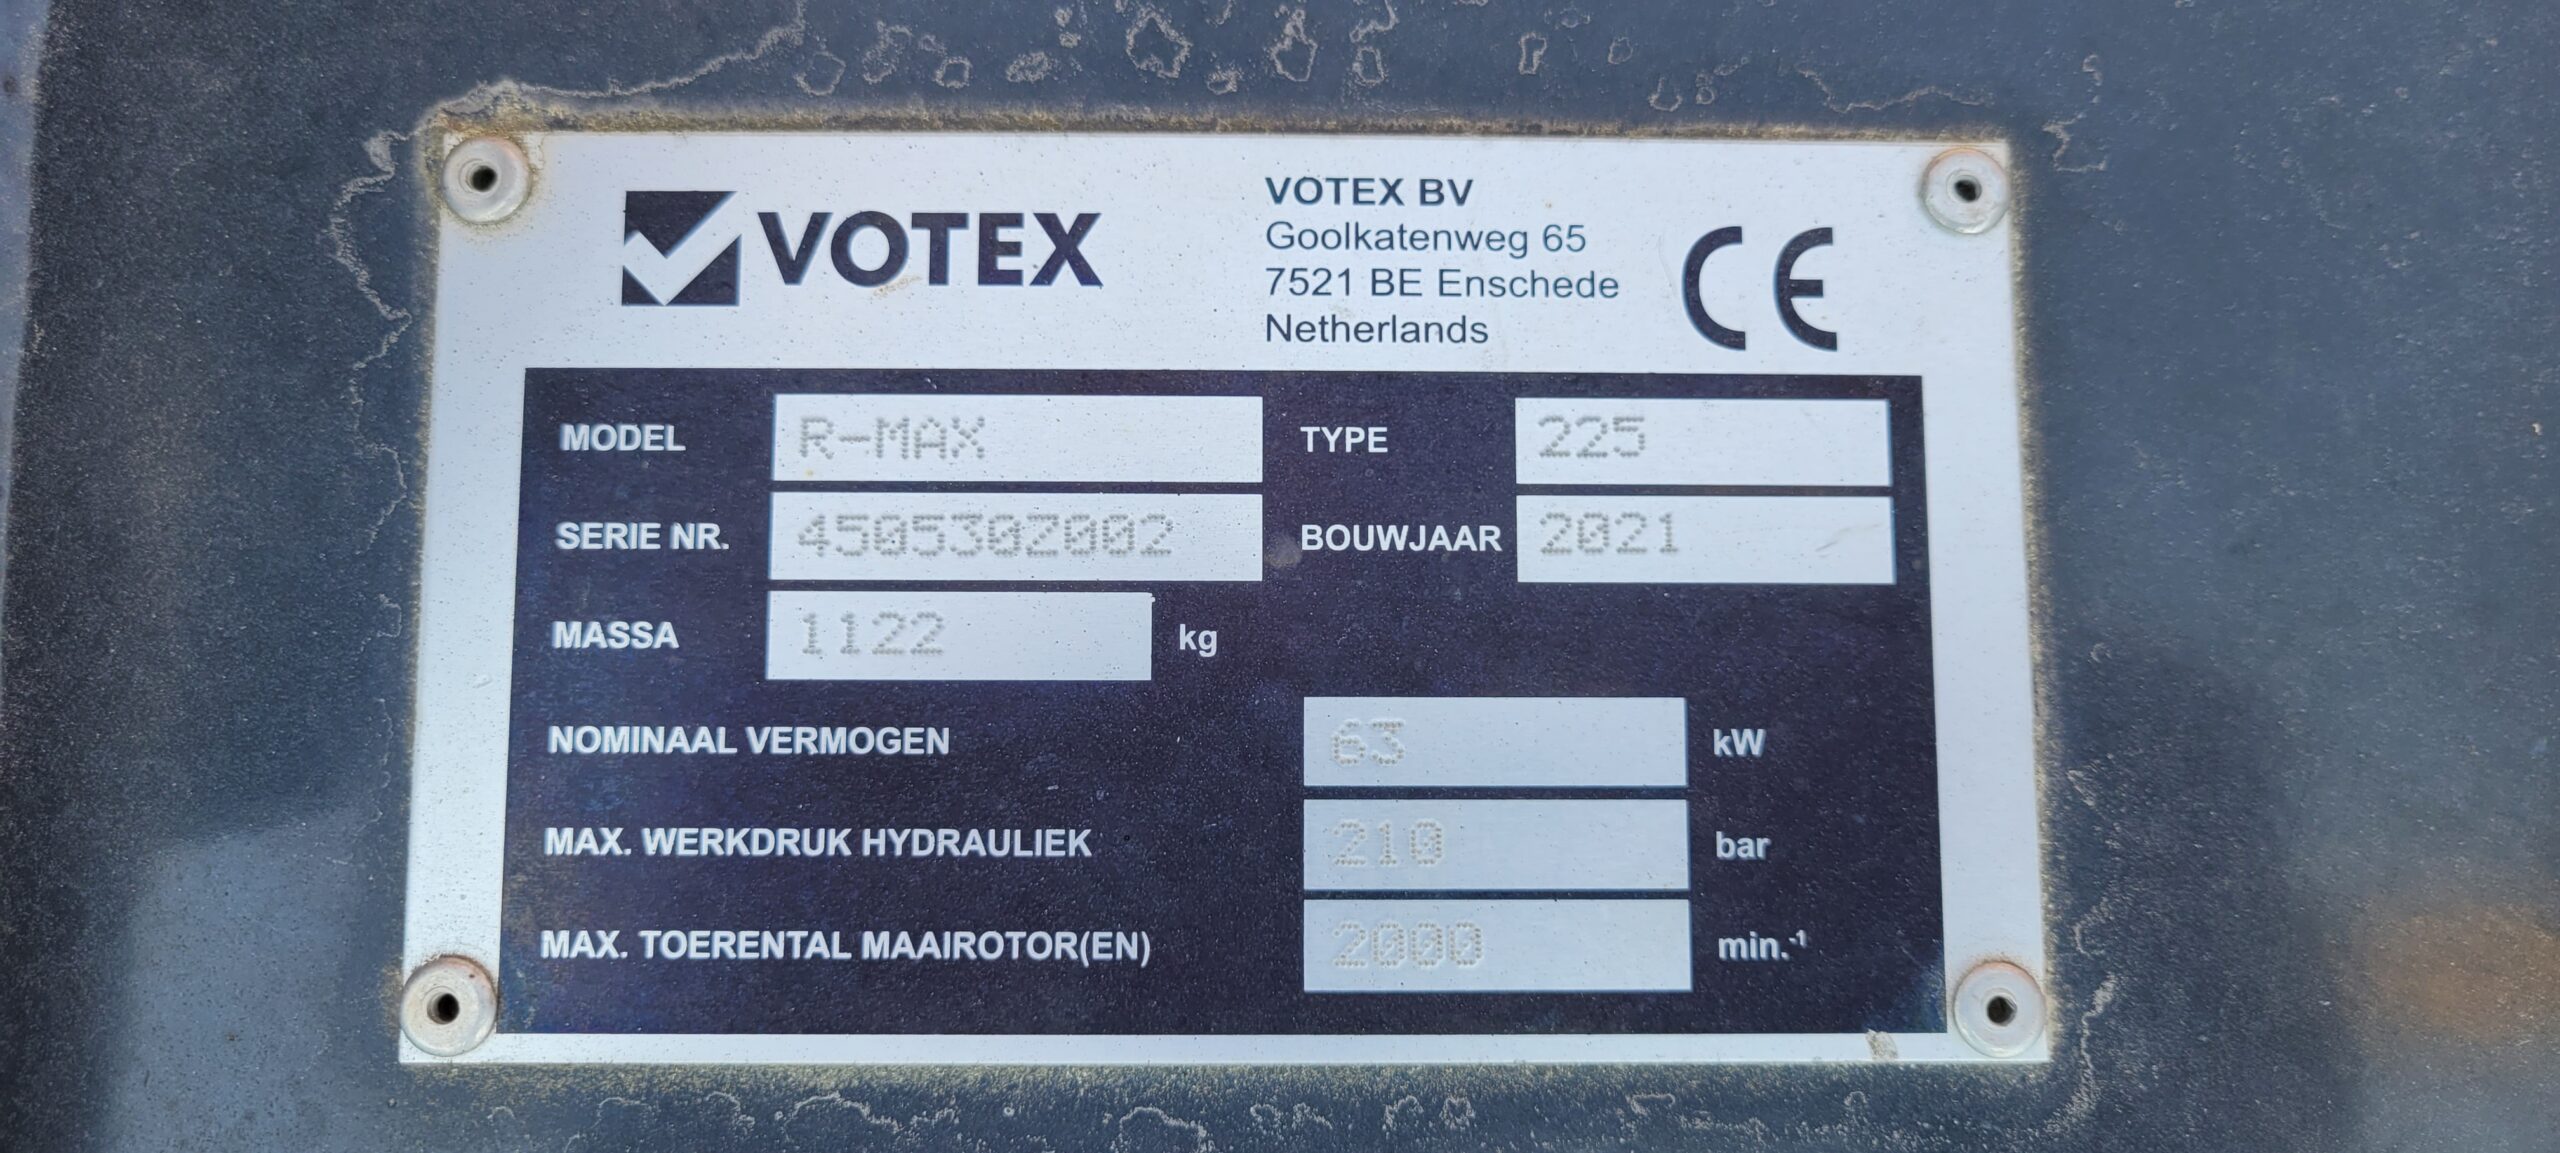 VOTEX
VOTEX BV
Goolkatenweg 65
7521 BE Enschede
Netherlands
CE
MODEL R-MAX TYPE 225
SERIE NR. 450530Z002 BOUWJAAR 2021
MASSA 1122 kg
NOMINAAL VERMOGEN 63 kW
MAX. WERKDRUK HYDRAULIEK 210 bar
MAX. TOERENTAL MAAIROTOR(EN) 2000 min.-¹